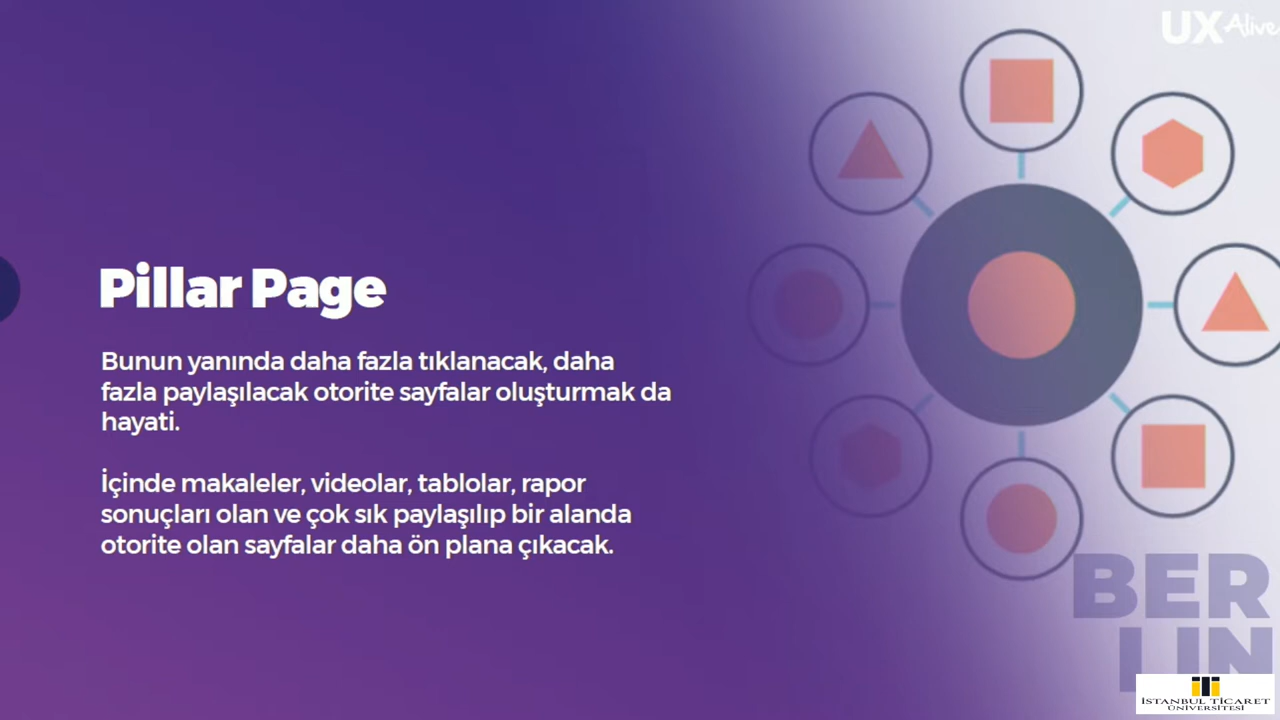 UX Alive
Pillar Page
Bunun yanında daha fazla tıklanacak, daha
fazla paylaşılacak otorite sayfalar oluşturmak da
hayati.
İçinde makaleler, videolar, tablolar, rapor
sonuçları olan ve çok sık paylaşılıp bir alanda
otorite olan sayfalar daha ön plana çıkacak.
BER
LIN
İSTANBUL TİCARET
ÜNİVERSİTESİ